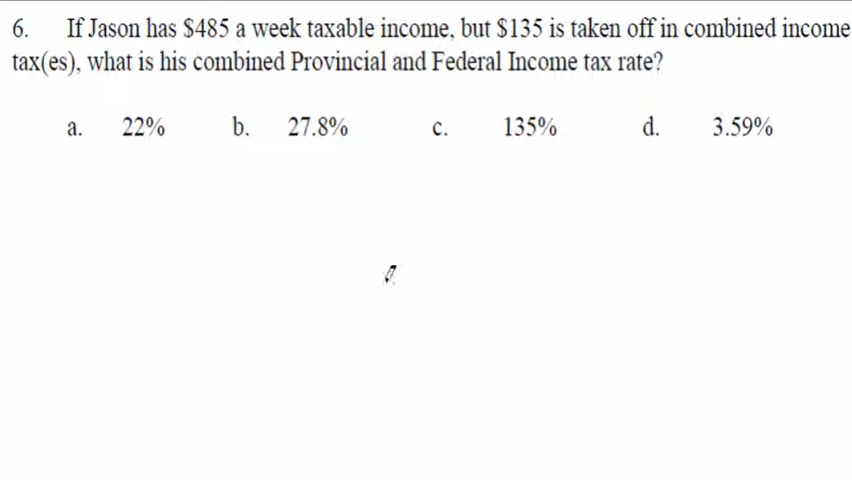 6. If Jason has $485 a week taxable income, but $135 is taken off in combined income
tax(es), what is his combined Provincial and Federal Income tax rate?
a. 22% b. 27.8% c. 135% d. 3.59%